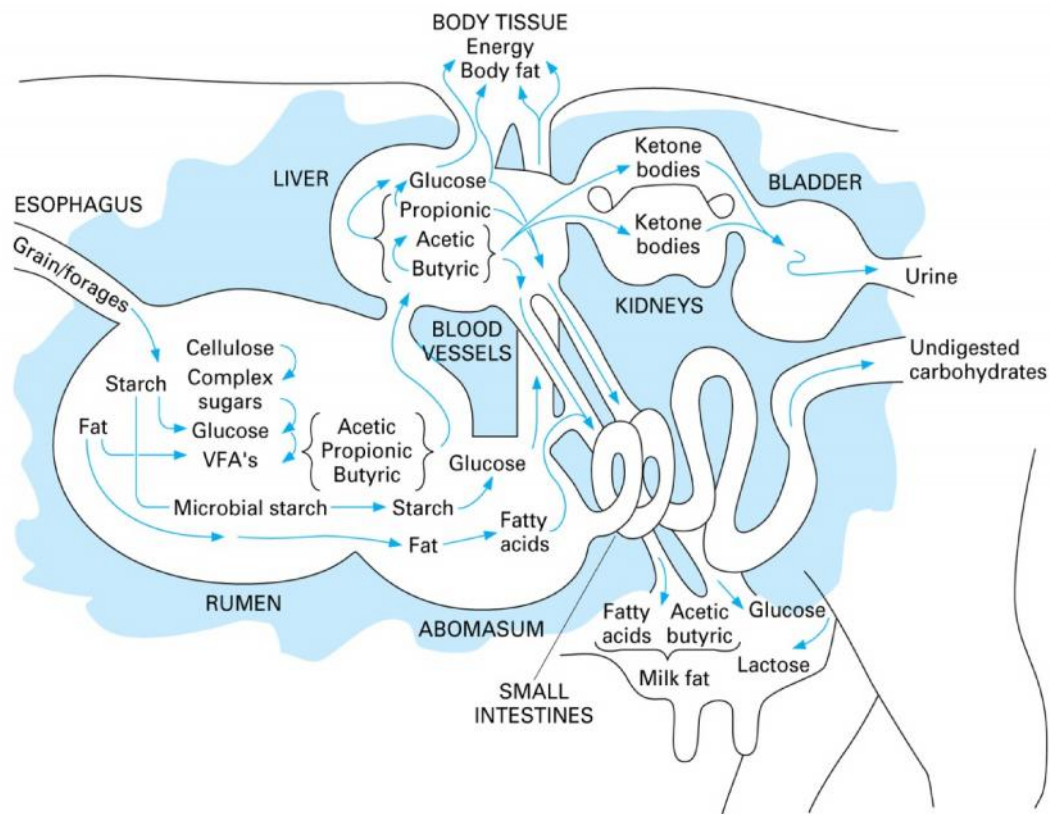 BODY TISSUE
Energy
Body fat
LIVER
Glucose
Propionic
Acetic
Butyric
Ketone
bodies
Ketone
bodies
BLADDER
Urine
KIDNEYS
ESOPHAGUS
Grain/forages
BLOOD
VESSELS
Undigested
carbohydrates
Cellulose
Complex
sugars
Starch
Glucose
Fat
VFA's
Acetic
Propionic
Butyric
Glucose
Microbial starch
Starch
Fat
Fatty
acids
RUMEN
ABOMASUM
SMALL
INTESTINES
Fatty
acids
Acetic
butyric
Milk fat
Glucose
Lactose